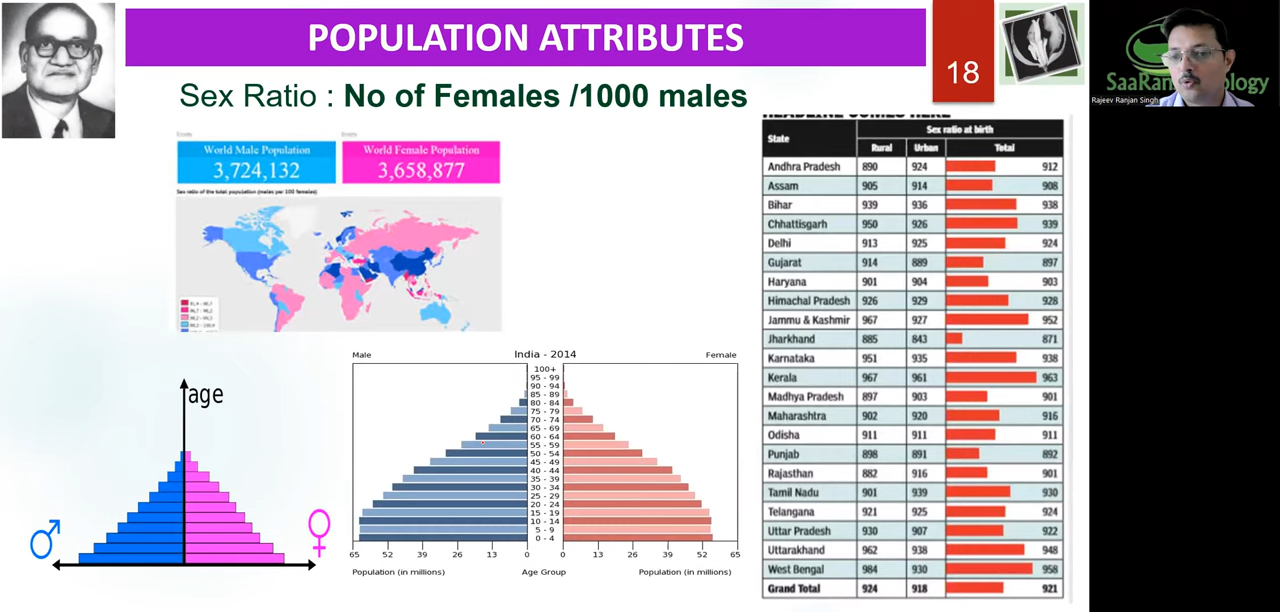 POPULATION ATTRIBUTES
18
SaaRan
logy
Rajeev Ranjan Singh
Sex Ratio : No of Females /1000 males
World Male Population
3,724,132
World Female Population
3,658,877
Sex ratio of the total population (males per 100 females)
age
India - 2014
Male
Female
100+
95 - 99
90 - 94
85 - 89
80 - 84
75 - 79
70 - 74
65 - 69
60 - 64
55 - 59
50 - 54
45 - 49
40 - 44
35 - 39
30 - 34
25 - 29
20 - 24
15 - 19
10 - 14
5 - 9
0 - 4
65 52 39 26 13 0 0 13 26 39 52 65
Population (in millions) Age Group Population (in millions)
HEADLINE COMES HERE
State Sex ratio at birth
Rural Urban Total
Andhra Pradesh 890 924 912
Assam 905 914 908
Bihar 939 936 938
Chhattisgarh 950 926 939
Delhi 913 925 924
Gujarat 914 889 897
Haryana 901 904 903
Himachal Pradesh 926 929 928
Jammu & Kashmir 967 927 952
Jharkhand 885 843 871
Karnataka 951 935 938
Kerala 967 961 963
Madhya Pradesh 897 903 901
Maharashtra 902 920 916
Odisha 911 911 911
Punjab 898 891 892
Rajasthan 882 916 901
Tamil Nadu 901 939 930
Telangana 921 925 924
Uttar Pradesh 930 907 922
Uttarakhand 962 938 948
West Bengal 984 930 958
Grand Total 924 918 921